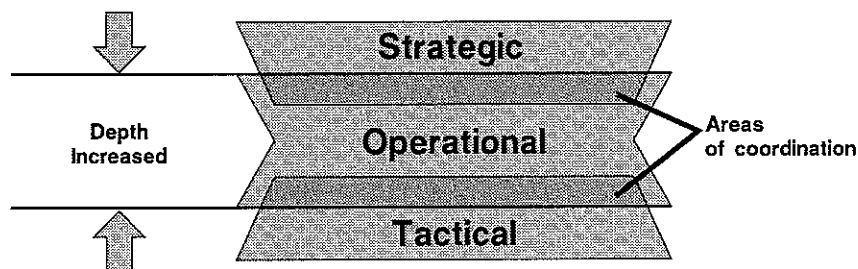 Strategic
Depth
Increased
Operational
Areas
of coordination
Tactical